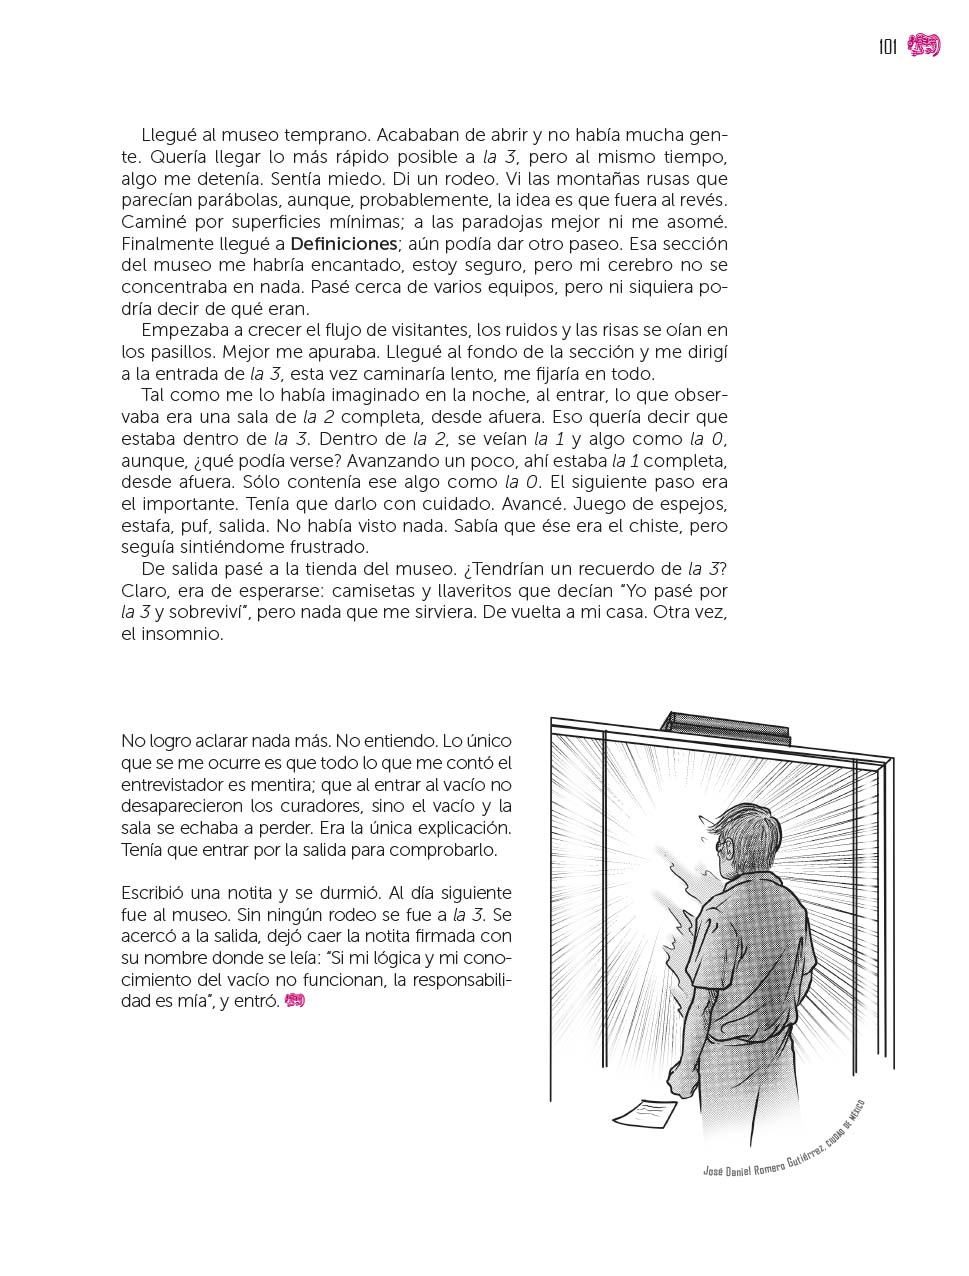 101
Llegué al museo temprano. Acababan de abrir y no había mucha gen-
te. Quería llegar lo más rápido posible a la 3, pero al mismo tiempo,
algo me detenía. Sentía miedo. Di un rodeo. Vi las montañas rusas que
parecían parábolas, aunque, probablemente, la idea es que fuera al revés.
Caminé por superficies mínimas; a las paradojas mejor ni me asomé.
Finalmente llegué a Definiciones; aún podía dar otro paseo. Esa sección
del museo me habría encantado, estoy seguro, pero mi cerebro no se
concentraba en nada. Pasé cerca de varios equipos, pero ni siquiera po-
dría decir de qué eran.
Empezaba a crecer el flujo de visitantes, los ruidos y las risas se oían en
los pasillos. Mejor me apuraba. Llegué al fondo de la sección y me dirigí
a la entrada de la 3, esta vez caminaría lento, me fijaría en todo.
Tal como me lo había imaginado en la noche, al entrar, lo que obser-
vaba era una sala de la 2 completa, desde afuera. Eso quería decir que
estaba dentro de la 3. Dentro de la 2, se veían la 1 y algo como la 0,
aunque, ¿qué podía verse? Avanzando un poco, ahí estaba la 1 completa,
desde afuera. Sólo contenía ese algo como la 0. El siguiente paso era
el importante. Tenía que darlo con cuidado. Avancé. Juego de espejos,
estafa, puf, salida. No había visto nada. Sabía que ése era el chiste, pero
seguía sintiéndome frustrado.
De salida pasé a la tienda del museo. ¿Tendrían un recuerdo de la 3?
Claro, era de esperarse: camisetas y llaveritos que decían “Yo pasé por
la 3 y sobreviví”, pero nada que me sirviera. De vuelta a mi casa. Otra vez,
el insomnio.
No logro aclarar nada más. No entiendo. Lo único
que se me ocurre es que todo lo que me contó el
entrevistador es mentira; que al entrar al vacío no
desaparecieron los curadores, sino el vacío y la
sala se echaba a perder. Era la única explicación.
Tenía que entrar por la salida para comprobarlo.
Escribió una notita y se durmió. Al día siguiente
fue al museo. Sin ningún rodeo se fue a la 3. Se
acercó a la salida, dejó caer la notita firmada con
su nombre donde se leía: “Si mi lógica y mi cono-
cimiento del vacío no funcionan, la responsabili-
dad es mía”, y entró.
José Daniel Romero Gutiérrez, CIUDAD DE MÉXICO